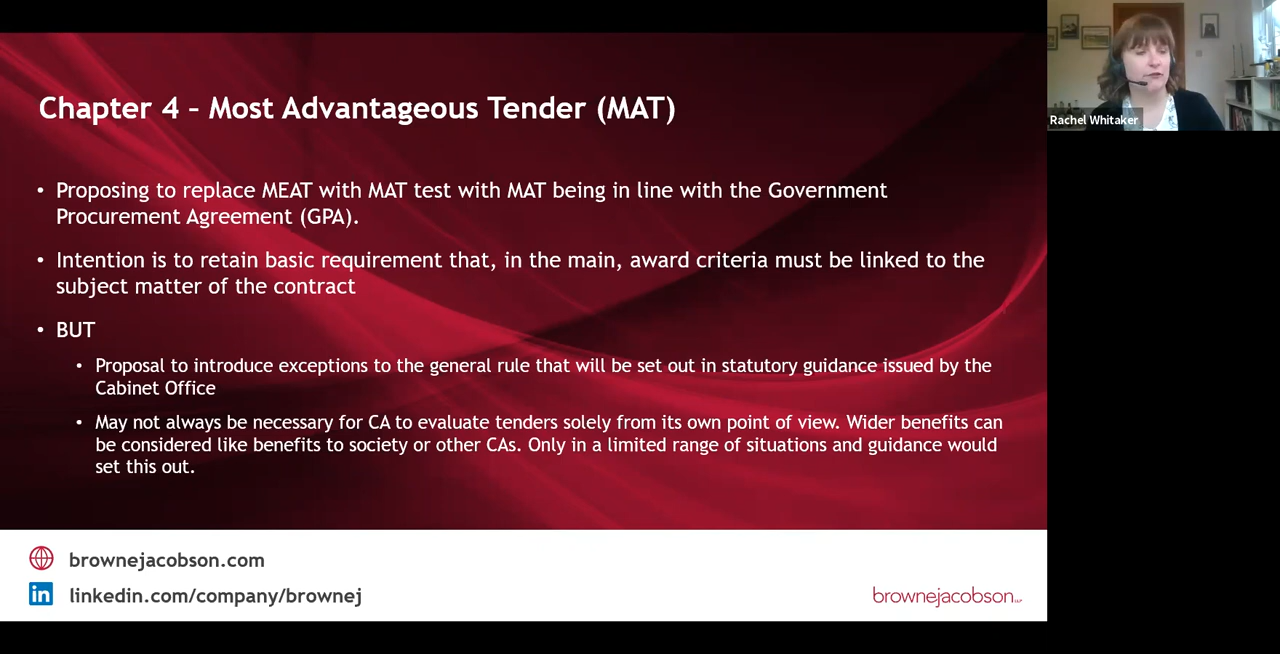 Chapter 4 – Most Advantageous Tender (MAT)
• Proposing to replace MEAT with MAT test with MAT being in line with the Government
Procurement Agreement (GPA).
• Intention is to retain basic requirement that, in the main, award criteria must be linked to the
subject matter of the contract
• BUT
• Proposal to introduce exceptions to the general rule that will be set out in statutory guidance issued by the
Cabinet Office
• May not always be necessary for CA to evaluate tenders solely from its own point of view. Wider benefits can
be considered like benefits to society or other CAs. Only in a limited range of situations and guidance would
set this out.
brownejacobson.com
in linkedin.com/company/brownej
brownejacobson
Rachel Whitaker